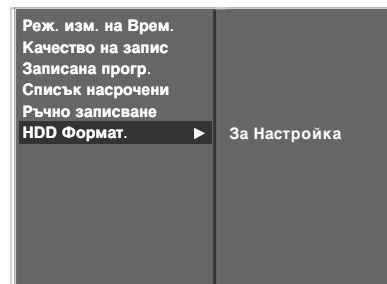 Реж. изм. на Врем.
Качество на запис
Записана прогр.
Списък насрочени
Ръчно записване
HDD Формат. ▶ За Настройка